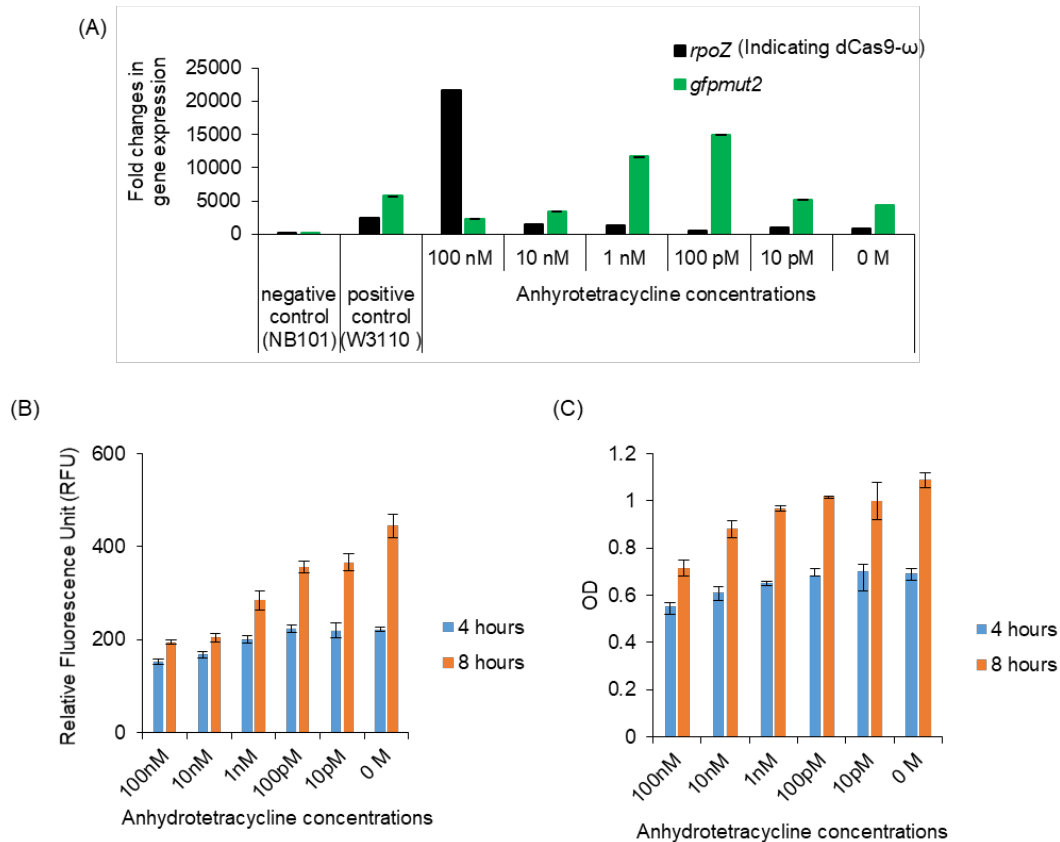 (A)
rpoZ (Indicating dCas9-ω)
gfpmut2
Fold changes in
gene expression
25000
20000
15000
10000
5000
0
100 nM 10 nM 1 nM 100 pM 10 pM 0 M
negative
control
(NB101)
positive
control
(W3110 )
Anhyrotetracycline concentrations
(B)
Relative Fluorescence Unit (RFU)
600
400
200
0
4 hours
8 hours
100nM 10nM 1nM 100pM 10pM 0 M
Anhydrotetracycline concentrations
(C)
OD
1.2
1
0.8
0.6
0.4
0.2
0
4 hours
8 hours
100nM 10nM 1nM 100pM 10pM 0 M
Anhydrotetracycline concentrations